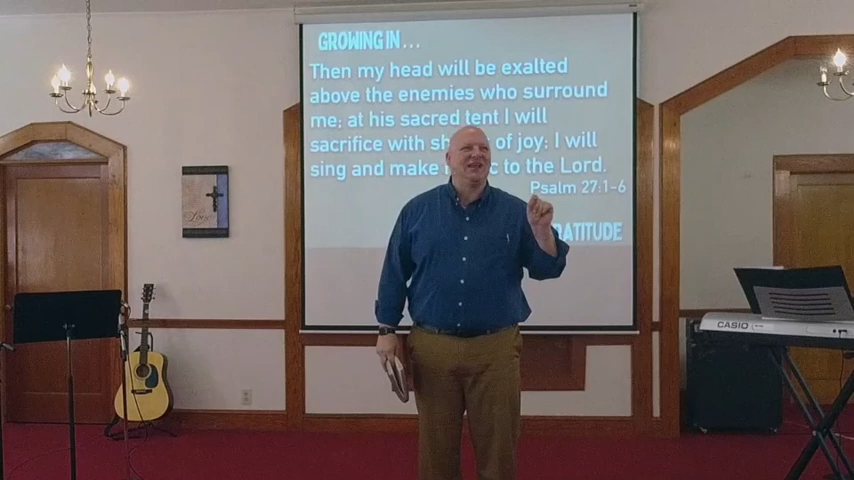 GROWING IN...
Then my head will be exalted
above the enemies who surround
me; at his sacred tent I will
sacrifice with of joy; I will
sing and make to the Lord.
Psalm 27:1-6
CASIO